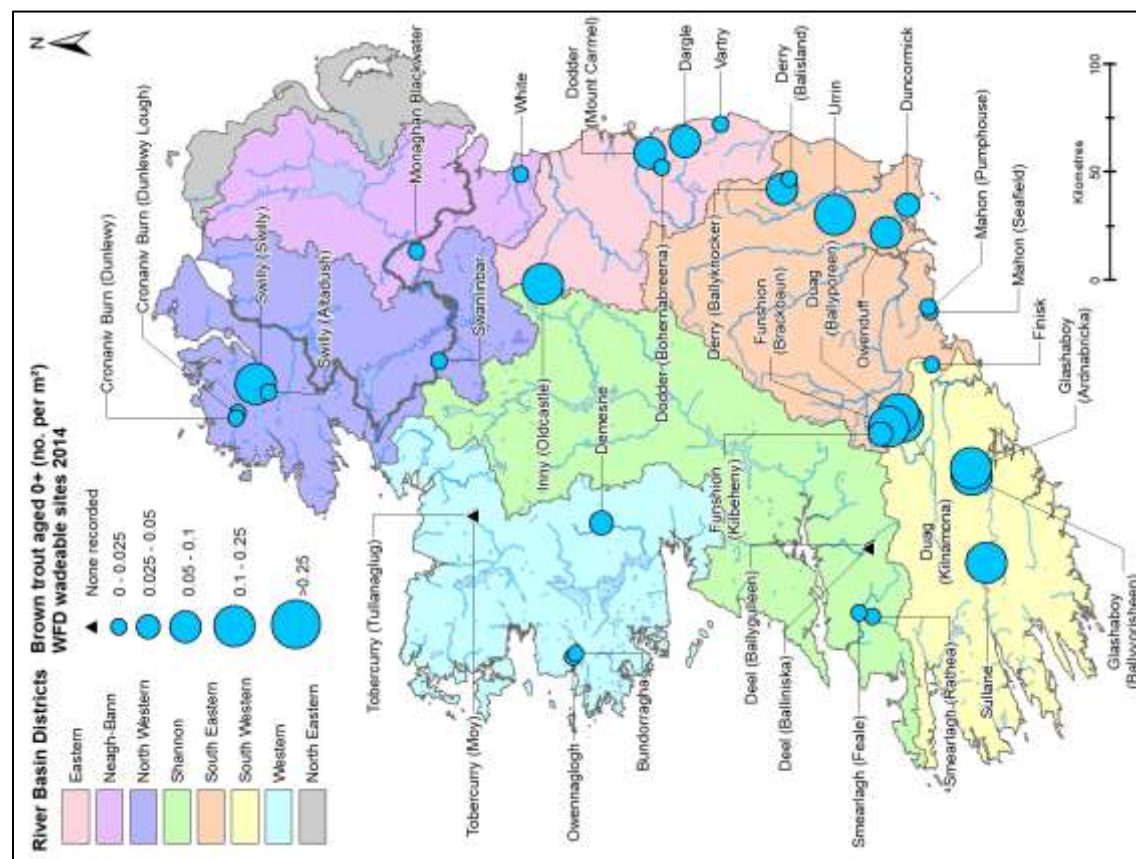 River Basin Districts
Eastern
Neagh-Bann
North Western
Shannon
South Eastern
South Western
Western
North Eastern
Brown trout aged 0+ (no. per m²)
WFD wadeable sites 2014
None recorded
0 - 0.025
0.025 - 0.05
0.05 - 0.1
0.1 - 0.25
>0.25
N
Cronaniv Burn (Dunlewy)
Cronaniv Burn (Dunlewy Lough)
Swilly (Swilly)
Swilly (Altadush)
Monaghan Blackwater
Swanlinbar
White
Tobercurry (Tullanaglug)
Tobercurry (Moy)
Owennaglogh
Bundorragha
Inny (Oldcastle)
Demesne
Dodder
(Mount Carmel)
Dargle
Vartry
Dodder (Bohernabreena)
Derry
(Balisland)
Derry (Ballyknocker)
Urrin
Duncormick
Owenduff
Funshion
(Brackbaun)
Duag
(Ballyporeen)
Mahon (Pumphouse)
Mahon (Seafield)
Finisk
Funshion
(Kilbeheny)
Duag
(Kilnamona)
Deel (Ballygulleen)
Deel (Balliniska)
Smearlagh (Feale)
Smearlagh (Rathea)
Sullane
Glashaboy
(Ardnabricka)
Glashaboy
(Ballyvorisheen)
0 50 100
Kilometres